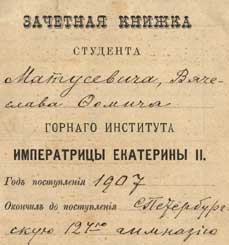 ЗАЧЕТНАЯ КНИЖКА
СТУДЕНТА
Матусевича, Вяче-
слава Ѳомича
ГОРНАГО ИНСТИТУТА
ИМПЕРАТРИЦЫ ЕКАТЕРИНЫ II.
Годъ поступленія 1907
Окончилъ до поступленія С.Петербург-
скую 12ую гимназію